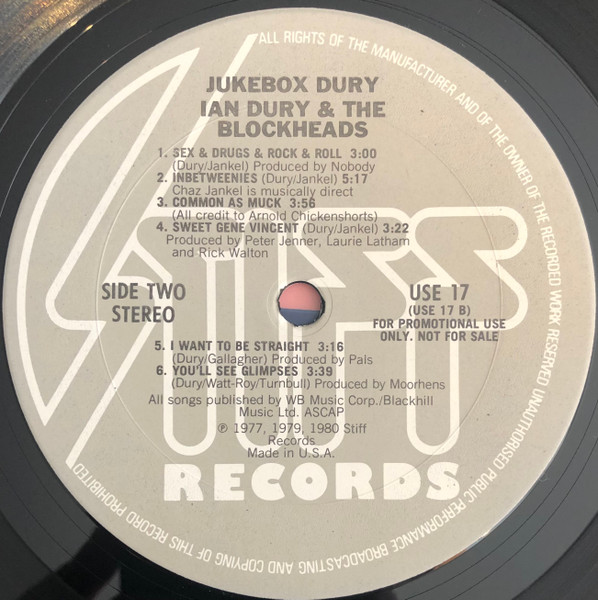 JUKEBOX DURY
IAN DURY & THE
BLOCKHEADS
1. SEX & DRUGS & ROCK & ROLL 3:00
(Dury/Jankel) Produced by Nobody
2. INBETWEENIES (Dury/Jankel) 5:17
Chaz Jankel is musically direct
3. COMMON AS MUCK 3:56
(All credit to Arnold Chickenshorts)
4. SWEET GENE VINCENT (Dury/Jankel) 3:22
Produced by Peter Jenner, Laurie Latham
and Rick Walton
SIDE TWO
STEREO
USE 17
(USE 17 B)
FOR PROMOTIONAL USE
ONLY. NOT FOR SALE
5. I WANT TO BE STRAIGHT 3:16
(Dury/Gallagher) Produced by Pals
6. YOU'LL SEE GLIMPSES 3:39
(Dury/Watt-Roy/Turnbull) Produced by Moorhens
All songs published by WB Music Corp./Blackhill
Music Ltd. ASCAP
℗ 1977, 1979, 1980 Stiff
Records
Made in U.S.A.
STIFF
RECORDS
ALL RIGHTS OF THE MANUFACTURER AND OF THE OWNER OF THE RECORDED WORK RESERVED UNAUTHORISED PUBLIC PERFORMANCE BROADCASTING AND COPYING OF THIS RECORD PROHIBITED